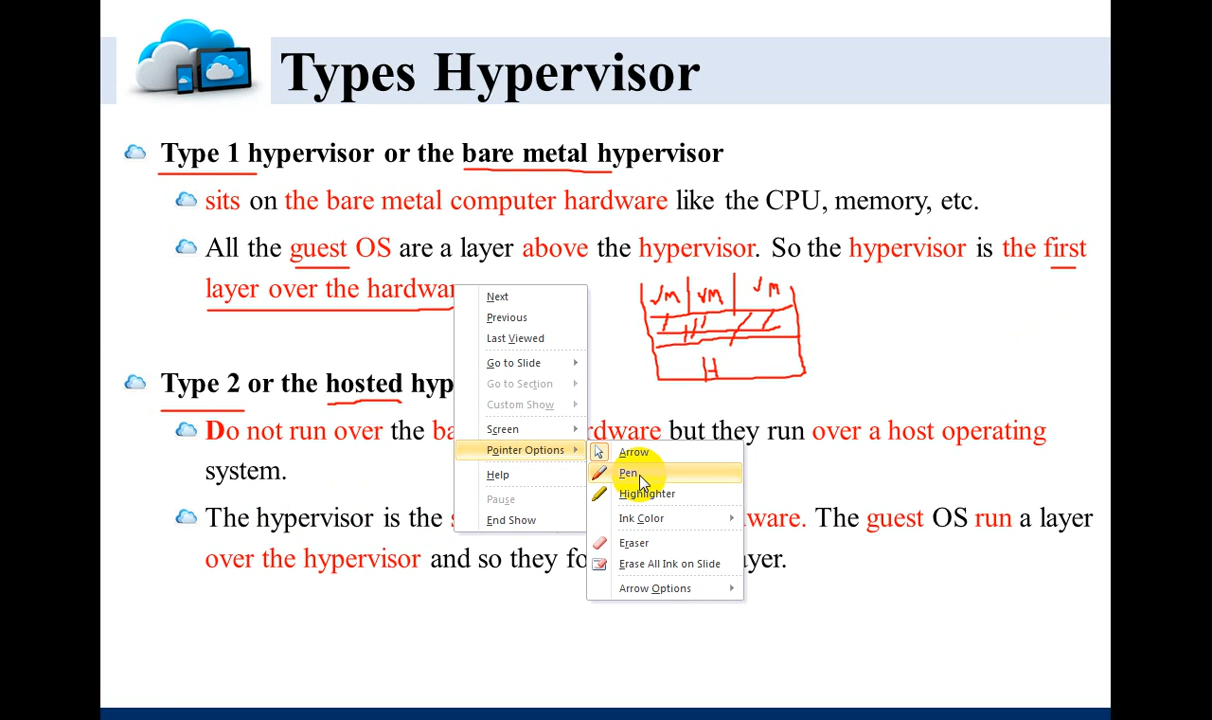 Types Hypervisor
Type 1 hypervisor or the bare metal hypervisor
sits on the bare metal computer hardware like the CPU, memory, etc.
All the guest OS are a layer above the hypervisor. So the hypervisor is the first
layer over the hardwar
VM VM VM
H
Next
Previous
Last Viewed
Go to Slide
Go to Section
Custom Show
Screen
Pointer Options
Help
Pause
End Show
Arrow
Pen
Highlighter
Ink Color
Eraser
Erase All Ink on Slide
Arrow Options
Type 2 or the hosted hyp
Do not run over the ba rdware but they run over a host operating
system.
The hypervisor is the s ware. The guest OS run a layer
over the hypervisor and so they fo yer.